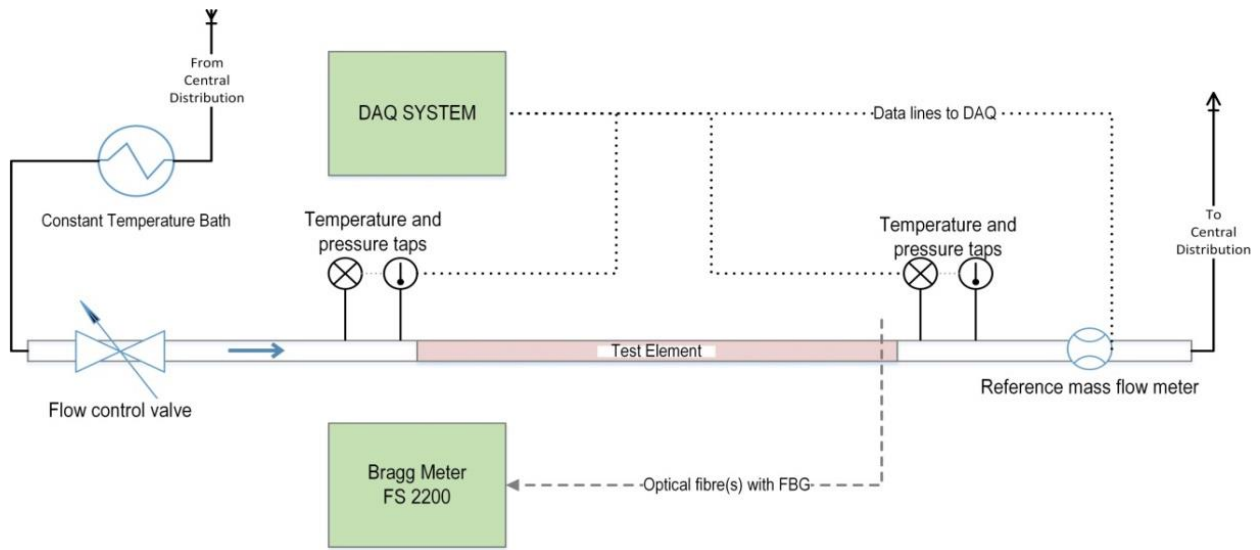 From
Central
Distribution
DAQ SYSTEM
Data lines to DAQ
Constant Temperature Bath
Temperature and
pressure taps
Temperature and
pressure taps
To
Central
Distribution
Test Element
Flow control valve
Reference mass flow meter
Bragg Meter
FS 2200
Optical fibre(s) with FBG